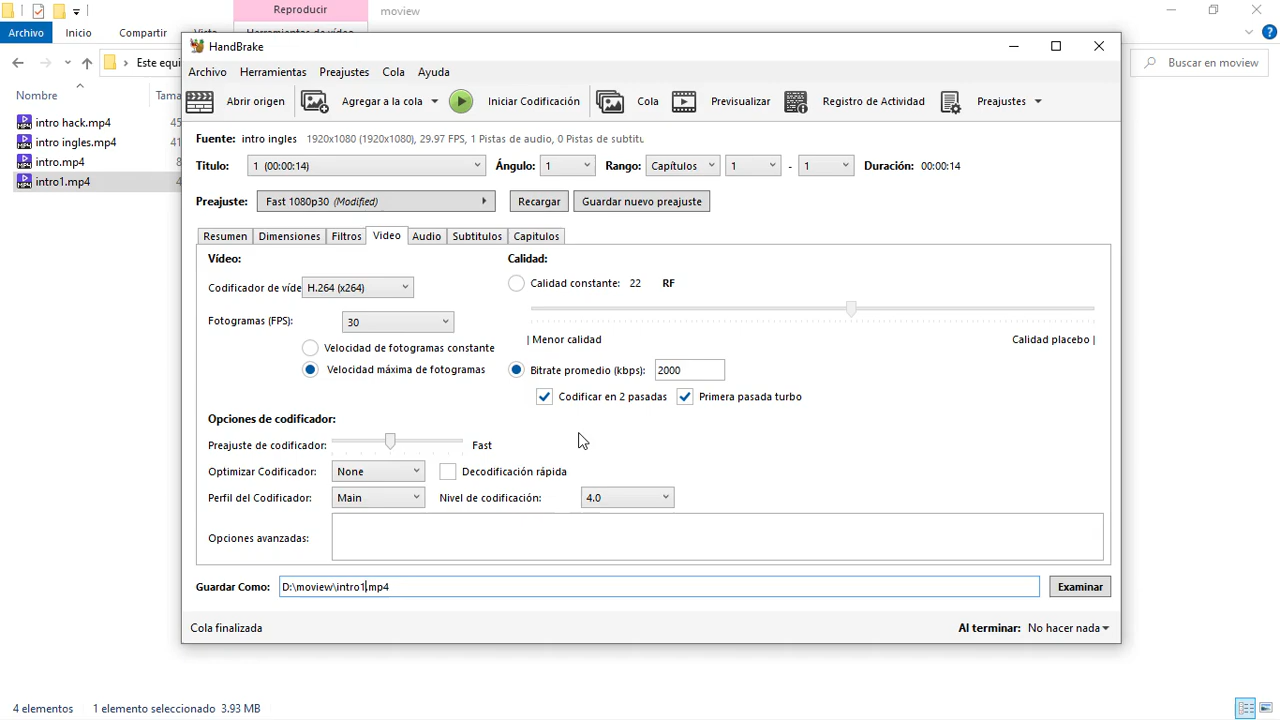 Reproducir
moview
Archivo
Inicio
Compartir
Este equi
Buscar en moview
Nombre
intro hack.mp4
45
intro ingles.mp4
41
intro.mp4
8
intro1.mp4
4
HandBrake
Archivo
Herramientas
Preajustes
Cola
Ayuda
Abrir origen
Agregar a la cola
Iniciar Codificación
Cola
Previsualizar
Registro de Actividad
Preajustes
Fuente: intro ingles 1920x1080 (1920x1080), 29.97 FPS, 1 Pistas de audio, 0 Pistas de subtitu
Titulo: 1 (00:00:14) Ángulo: 1 Rango: Capítulos 1 - 1 Duración: 00:00:14
Preajuste: Fast 1080p30 (Modified) Recargar Guardar nuevo preajuste
Resumen Dimensiones Filtros Video Audio Subtitulos Capitulos
Vídeo:
Codificador de víde H.264 (x264)
Fotogramas (FPS): 30
Velocidad de fotogramas constante
Velocidad máxima de fotogramas
Calidad:
Calidad constante: 22 RF
| Menor calidad Calidad placebo |
Bitrate promedio (kbps): 2000
Codificar en 2 pasadas Primera pasada turbo
Opciones de codificador:
Preajuste de codificador: Fast
Optimizar Codificador: None Decodificación rápida
Perfil del Codificador: Main Nivel de codificación: 4.0
Opciones avanzadas:
Guardar Como: D:\moview\intro1.mp4 Examinar
Cola finalizada Al terminar: No hacer nada
4 elementos 1 elemento seleccionado 3.93 MB